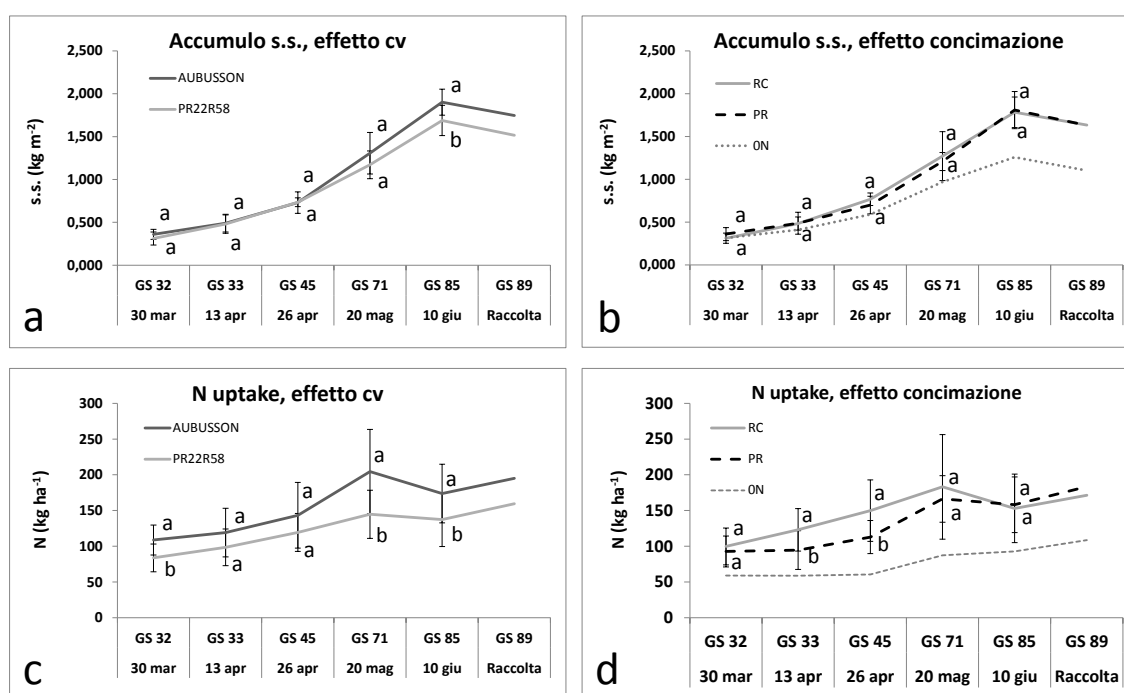 Accumulo s.s., effetto cv
2,500
2,000
1,500
1,000
0,500
0,000
s.s. (kg m-2)
AUBUSSON
PR22R58
a a a a a
a a a a b
GS 32 GS 33 GS 45 GS 71 GS 85 GS 89
30 mar 13 apr 26 apr 20 mag 10 giu Raccolta
a
Accumulo s.s., effetto concimazione
2,500
2,000
1,500
1,000
0,500
0,000
s.s. (kg m-2)
RC
PR
0N
a a a a a
a a a a a
GS 32 GS 33 GS 45 GS 71 GS 85 GS 89
30 mar 13 apr 26 apr 20 mag 10 giu Raccolta
b
N uptake, effetto cv
300
250
200
150
100
50
0
N (kg ha-1)
AUBUSSON
PR22R58
a a a a a
b a a b b
GS 32 GS 33 GS 45 GS 71 GS 85 GS 89
30 mar 13 apr 26 apr 20 mag 10 giu Raccolta
c
N uptake, effetto concimazione
300
250
200
150
100
50
0
N (kg ha-1)
RC
PR
0N
a a a a a
a b b a a
GS 32 GS 33 GS 45 GS 71 GS 85 GS 89
30 mar 13 apr 26 apr 20 mag 10 giu Raccolta
d